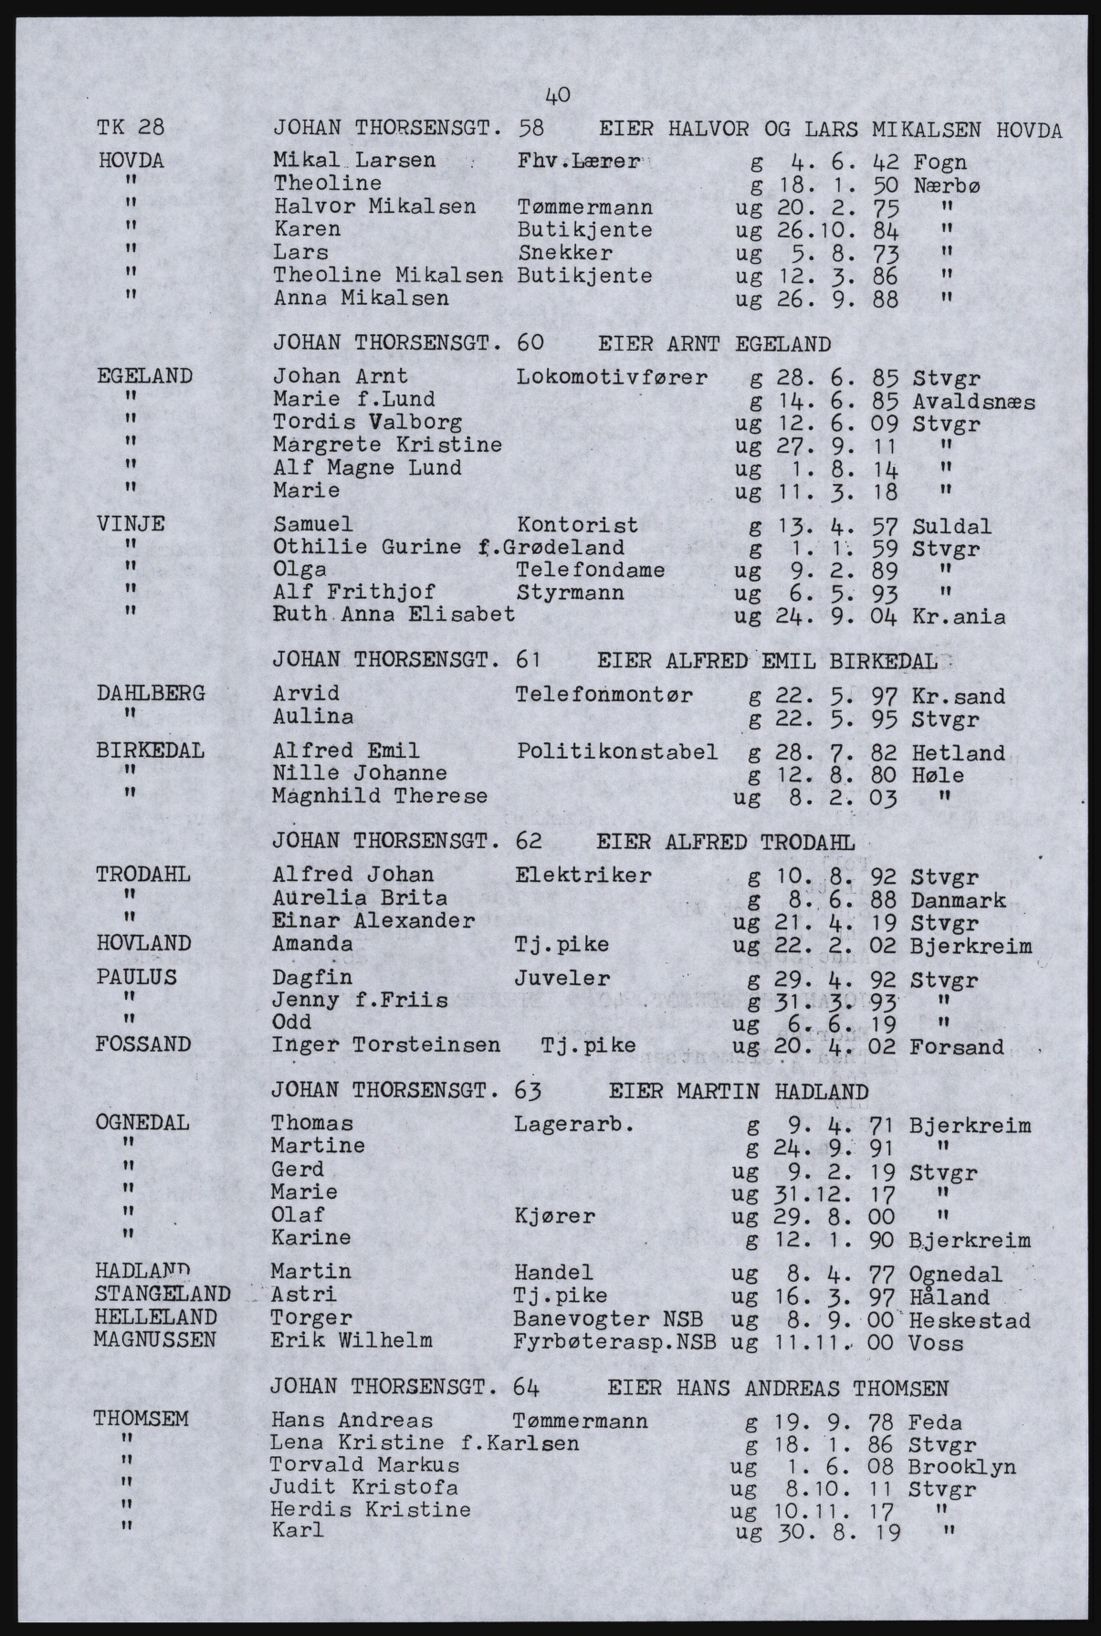 40
TK 28 JOHAN THORSENSGT. 58 EIER HALVOR OG LARS MIKALSEN HOVDA
HOVDA Mikal Larsen Fhv.Lærer g 4. 6. 42 Fogn
" Theoline g 18. 1. 50 Nærbø
" Halvor Mikalsen Tømmermann ug 20. 2. 75 "
" Karen Butikjente ug 26.10. 84 "
" Lars Snekker ug 5. 8. 73 "
" Theoline Mikalsen Butikjente ug 12. 3. 86 "
" Anna Mikalsen ug 26. 9. 88 "
JOHAN THORSENSGT. 60 EIER ARNT EGELAND
EGELAND Johan Arnt Lokomotivfører g 28. 6. 85 Stvgr
" Marie f.Lund g 14. 6. 85 Avaldsnæs
" Tordis Valborg ug 12. 6. 09 Stvgr
" Margrete Kristine ug 27. 9. 11 "
" Alf Magne Lund ug 1. 8. 14 "
" Marie ug 11. 3. 18 "
VINJE Samuel Kontorist g 13. 4. 57 Suldal
" Othilie Gurine f.Grødeland g 1. 1. 59 Stvgr
" Olga Telefondame ug 9. 2. 89 "
" Alf Frithjof Styrmann ug 6. 5. 93 "
" Ruth Anna Elisabet ug 24. 9. 04 Kr.ania
JOHAN THORSENSGT. 61 EIER ALFRED EMIL BIRKEDAL
DAHLBERG Arvid Telefonmontør g 22. 5. 97 Kr.sand
" Aulina g 22. 5. 95 Stvgr
BIRKEDAL Alfred Emil Politikonstabel g 28. 7. 82 Hetland
" Nille Johanne g 12. 8. 80 Høle
" Magnhild Therese ug 8. 2. 03 "
JOHAN THORSENSGT. 62 EIER ALFRED TRODAHL
TRODAHL Alfred Johan Elektriker g 10. 8. 92 Stvgr
" Aurelia Brita g 8. 6. 88 Danmark
" Einar Alexander ug 21. 4. 19 Stvgr
HOVLAND Amanda Tj.pike ug 22. 2. 02 Bjerkreim
PAULUS Dagfin Juveler g 29. 4. 92 Stvgr
" Jenny f.Friis g 31. 3. 93 "
" Odd ug 6. 6. 19 "
FOSSAND Inger Torsteinsen Tj.pike ug 20. 4. 02 Forsand
JOHAN THORSENSGT. 63 EIER MARTIN HADLAND
OGNEDAL Thomas Lagerarb. g 9. 4. 71 Bjerkreim
" Martine g 24. 9. 91 "
" Gerd ug 9. 2. 19 Stvgr
" Marie ug 31.12. 17 "
" Olaf Kjører ug 29. 8. 00 "
" Karine g 12. 1. 90 Bjerkreim
HADLAND Martin Handel ug 8. 4. 77 Ognedal
STANGELAND Astri Tj.pike ug 16. 3. 97 Håland
HELLELAND Torger Banevogter NSB ug 8. 9. 00 Heskestad
MAGNUSSEN Erik Wilhelm Fyrbøterasp.NSB ug 11.11. 00 Voss
JOHAN THORSENSGT. 64 EIER HANS ANDREAS THOMSEN
THOMSEM Hans Andreas Tømmermann g 19. 9. 78 Feda
" Lena Kristine f.Karlsen g 18. 1. 86 Stvgr
" Torvald Markus ug 1. 6. 08 Brooklyn
" Judit Kristofa ug 8.10. 11 Stvgr
" Herdis Kristine ug 10.11. 17 "
" Karl ug 30. 8. 19 "